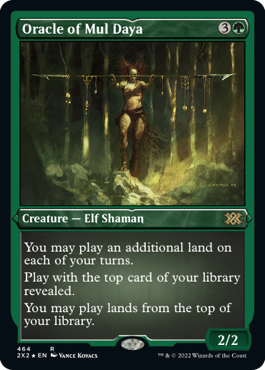 Oracle of Mul Daya 3
Creature — Elf Shaman
You may play an additional land on
each of your turns.
Play with the top card of your library
revealed.
You may play lands from the top of
your library.
2/2
464 R
2X2 ★ EN VANCE KOVACS
™ & © 2022 Wizards of the Coast